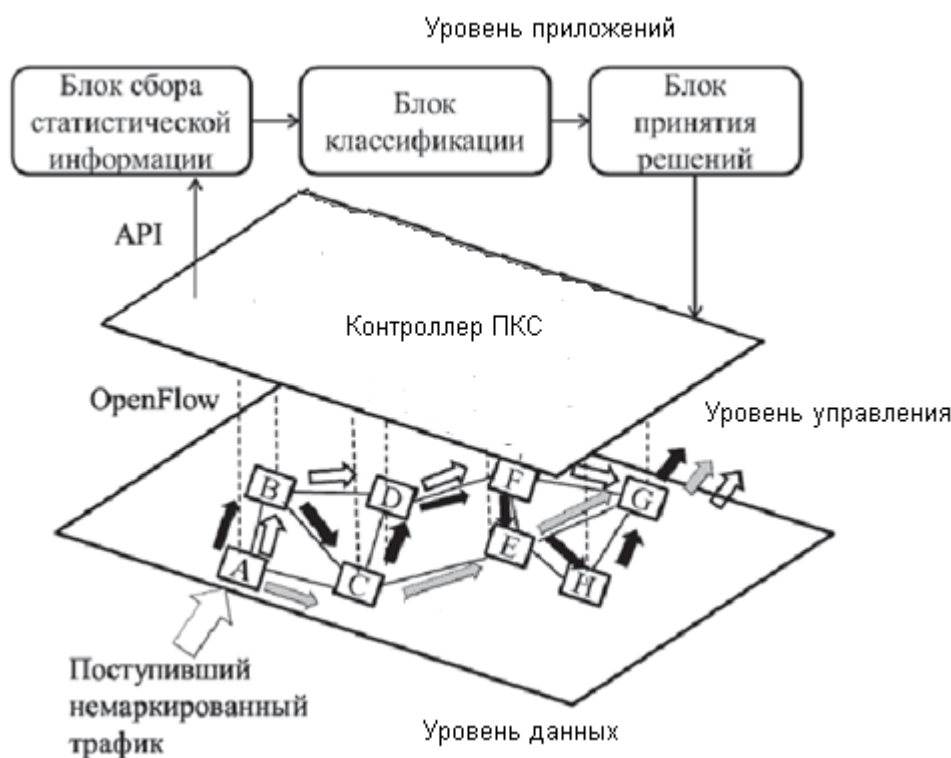 Уровень приложений
Блок сбора
статистической
информации
Блок
классификации
Блок
принятия
решений
API
Контроллер ПКС
OpenFlow
Уровень управления
B
D
F
G
A
C
E
H
Поступивший
немаркированный
трафик
Уровень данных